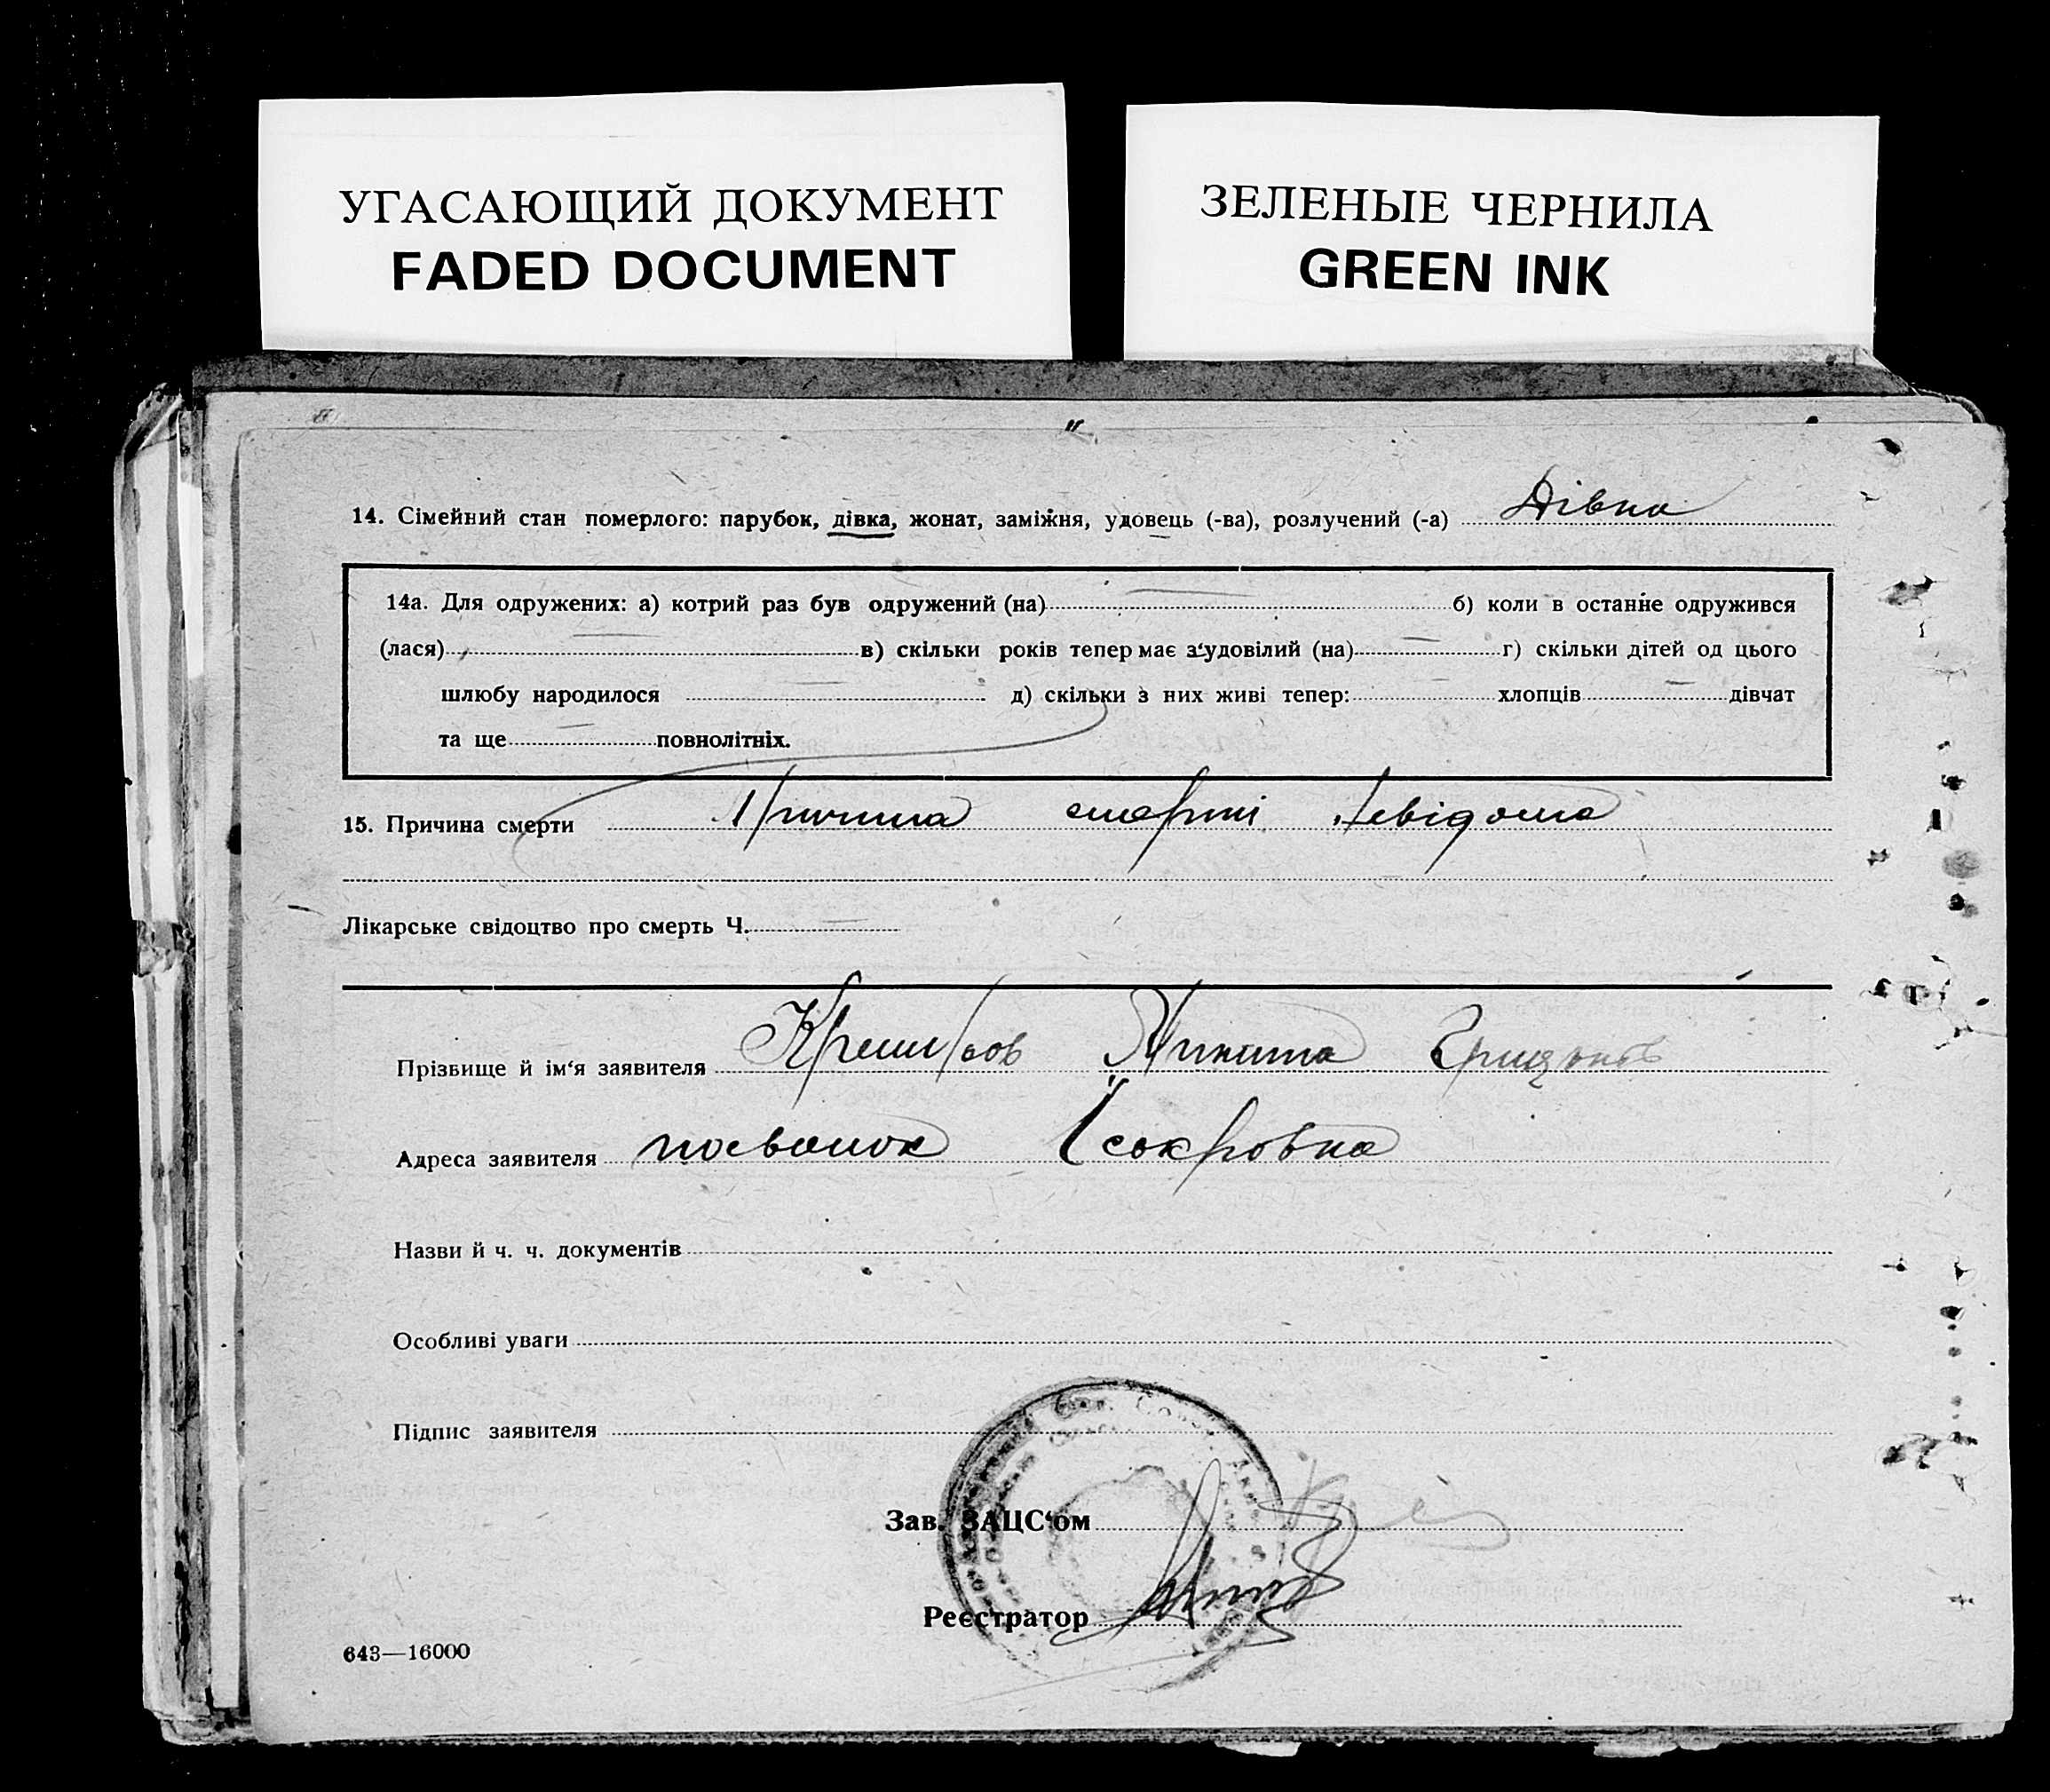 УГАСАЮЩИЙ ДОКУМЕНТ
FADED DOCUMENT
ЗЕЛЕНЫЕ ЧЕРНИЛА
GREEN INK
14. Сімейний стан померлого: парубок, дівка, жонат, заміжня, удовець (-ва), розлучений (-а) Дівка
14а. Для одружених: а) котрий раз був одружений (на) б) коли в останнє одружився
(лася) в) скільки років тепер має з‘удовілий (на) г) скільки дітей од цього
шлюбу народилося д) скільки з них живі тепер: хлопців дівчат
та ще повнолітніх.
15. Причина смерти Причина смерти невідома
Лікарське свідоцтво про смерть Ч.
Прізвище й ім‘я заявителя Микита
Адреса заявителя
Назви й ч. ч. документів
Особливі уваги
Підпис заявителя
Зав. ЗАЦС‘ом
Реєстратор
643—16000